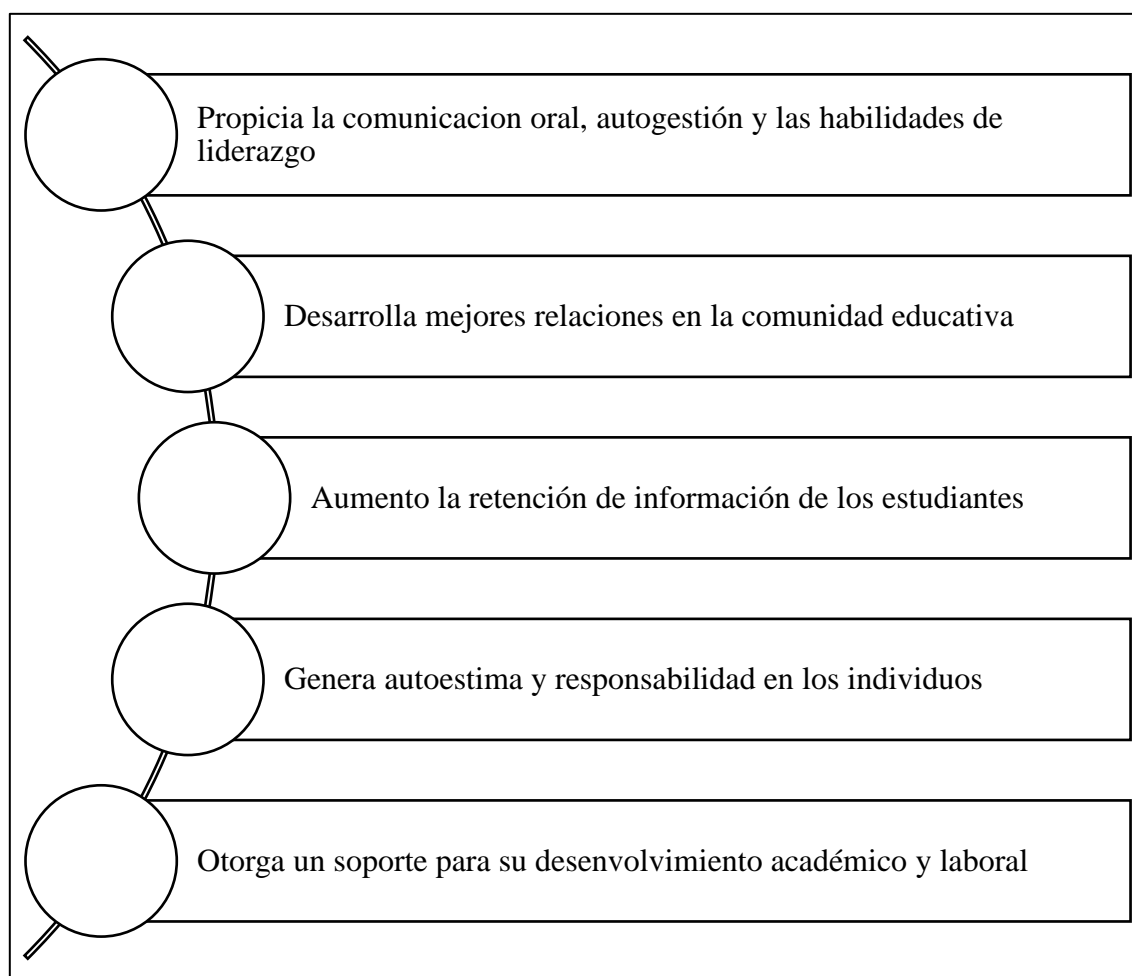 Propicia la comunicacion oral, autogestión y las habilidades de
liderazgo
Desarrolla mejores relaciones en la comunidad educativa
Aumento la retención de información de los estudiantes
Genera autoestima y responsabilidad en los individuos
Otorga un soporte para su desenvolvimiento académico y laboral